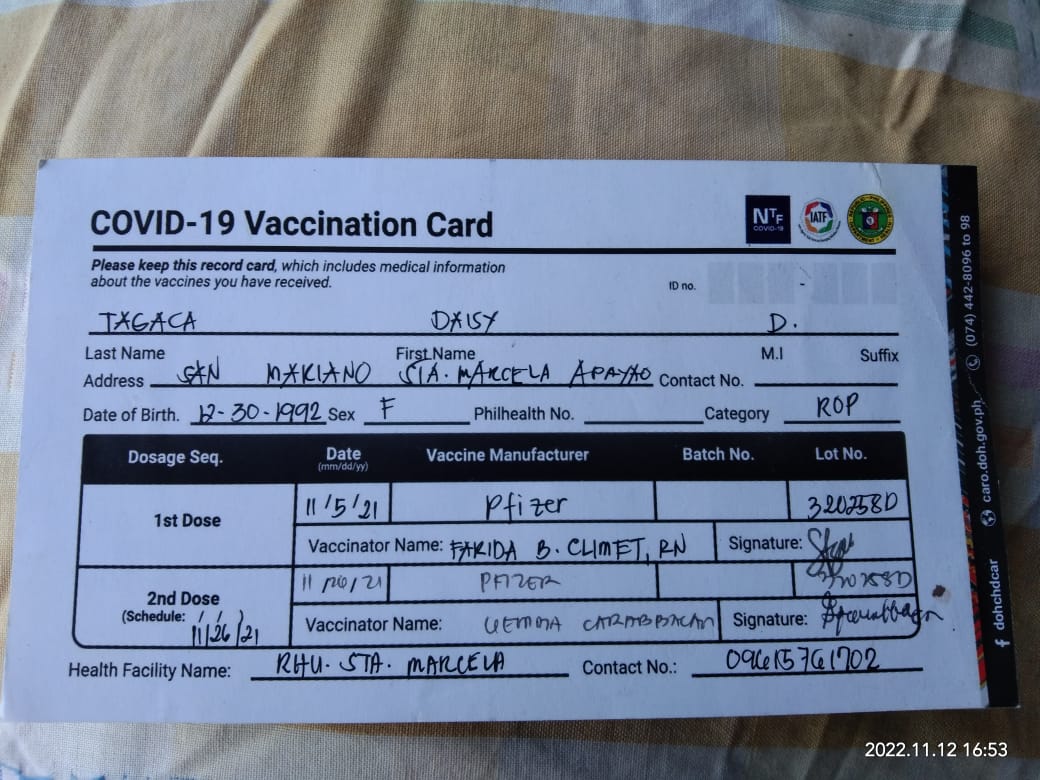 COVID-19 Vaccination Card
NTF
COVID-19
IATF
Please keep this record card, which includes medical information
about the vaccines you have received.
ID no. -
TAGACA DAISY D.
Last Name First Name M.I Suffix
Address SAN MARIANO STA. MARCELA APAYAO Contact No.
Date of Birth. 12-30-1992 Sex F Philhealth No. Category ROP
Dosage Seq. Date Vaccine Manufacturer Batch No. Lot No.
(mm/dd/yy)
1st Dose 11/5/21 Pfizer 320258D
Vaccinator Name: FARIDA B. CLIMET, RN Signature:
2nd Dose 11/26/21 PFIZER
(Schedule: 11/26/21
Vaccinator Name: GEMMA Signature:
Health Facility Name: RHU. STA. MARCELA Contact No.: 09615761702
dohchdcar caro.doh.gov.ph (074) 442-8096 to 98
2022.11.12 16:53